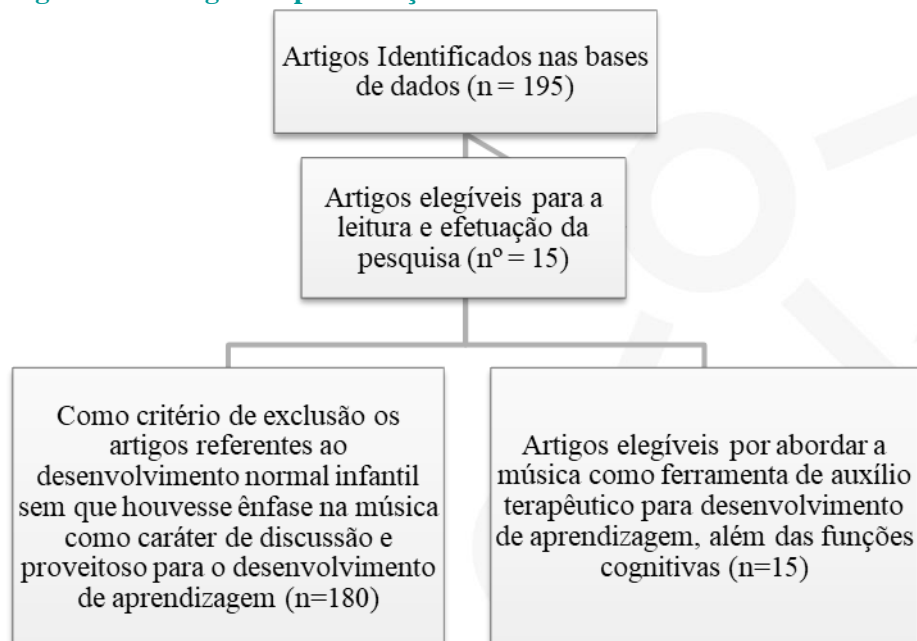 Artigos Identificados nas bases
de dados (n = 195)
Artigos elegíveis para a
leitura e efetuação da
pesquisa (nº = 15)
Como critério de exclusão os
artigos referentes ao
desenvolvimento normal infantil
sem que houvesse ênfase na música
como caráter de discussão e
proveitoso para o desenvolvimento
de aprendizagem (n=180)
Artigos elegíveis por abordar a
música como ferramenta de auxílio
terapêutico para desenvolvimento
de aprendizagem, além das funções
cognitivas (n=15)